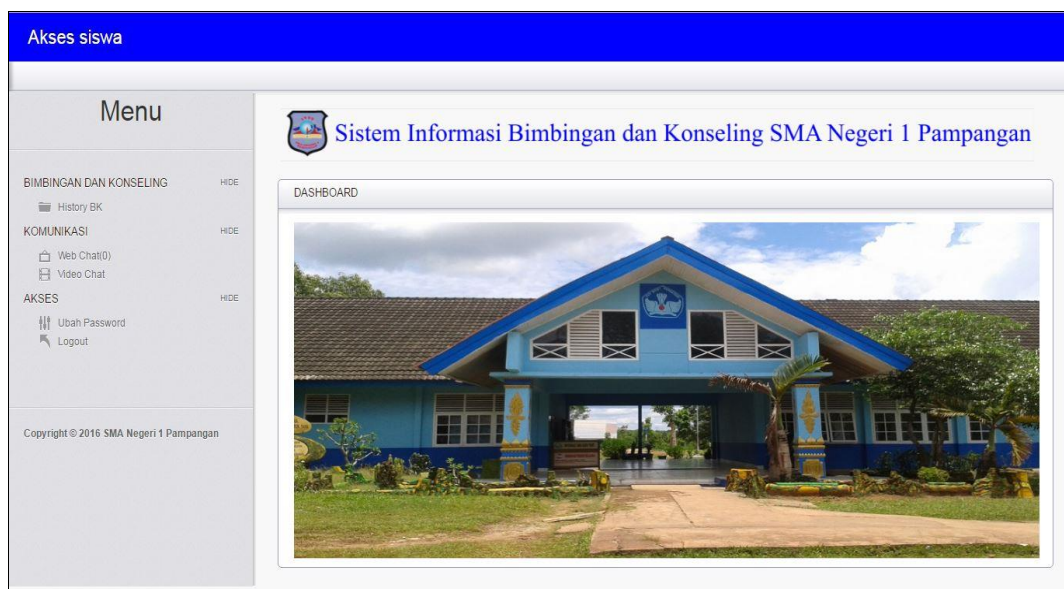 Akses siswa
Menu
BIMBINGAN DAN KONSELING HIDE
History BK
KOMUNIKASI HIDE
Web Chat(0)
Video Chat
AKSES HIDE
Ubah Password
Logout
Copyright © 2016 SMA Negeri 1 Pampangan
Sistem Informasi Bimbingan dan Konseling SMA Negeri 1 Pampangan
DASHBOARD